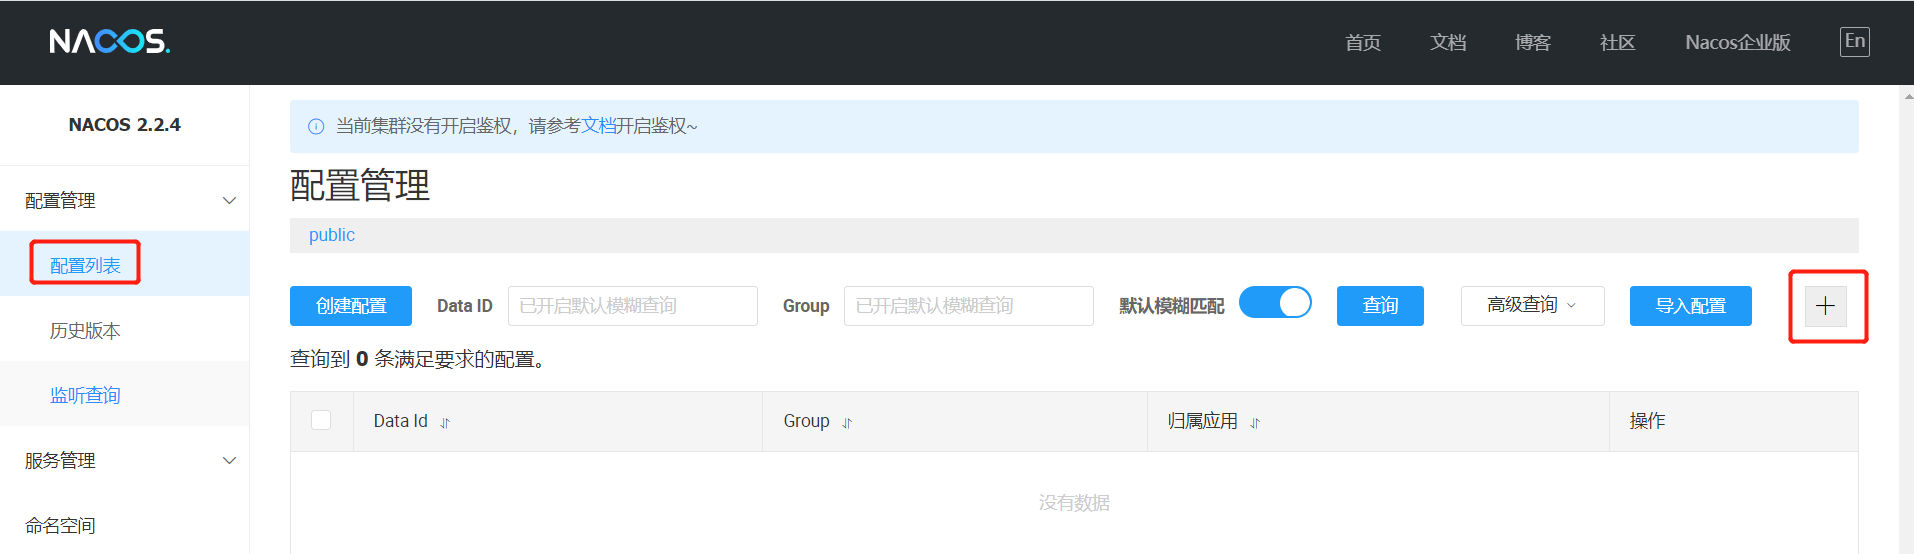 NACOS.
首页 文档 博客 社区 Nacos企业版 En
NACOS 2.2.4
当前集群没有开启鉴权，请参考文档开启鉴权~
配置管理
配置管理
public
配置列表
创建配置 Data ID 已开启默认模糊查询 Group 已开启默认模糊查询 默认模糊匹配 查询 高级查询 导入配置 +
历史版本
查询到 0 条满足要求的配置。
监听查询
Data Id Group 归属应用 操作
服务管理
没有数据
命名空间